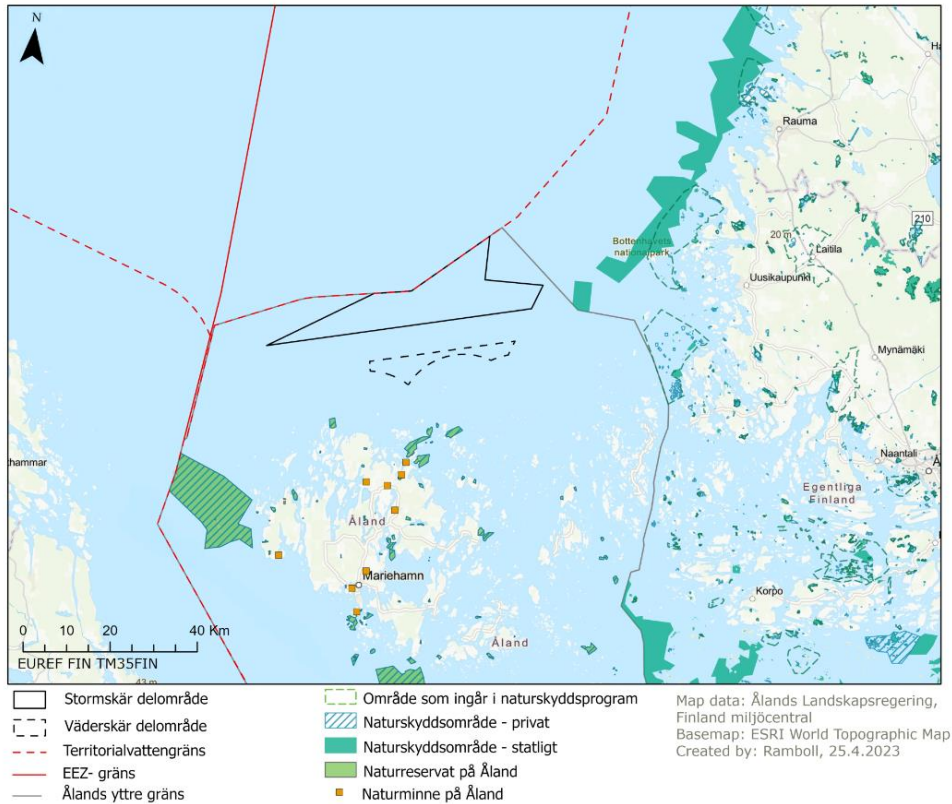 N
Rauma
210
20 m
Laitila
Bottenhavets
nationalpark
Uusikaupunki
Mynämäki
Naantali
thammar
Egentliga
Finland
Åland
Mariehamn
Korpo
Åland
0 10 20 40 Km
EUREF FIN TM35FIN
43 m
Stormskär delområde
Väderskär delområde
Territorialvattengräns
EEZ- gräns
Ålands yttre gräns
Område som ingår i naturskyddsprogram
Naturskyddsområde - privat
Naturskyddsområde - statligt
Naturreservat på Åland
Naturminne på Åland
Map data: Ålands Landskapsregering,
Finland miljöcentral
Basemap: ESRI World Topographic Map
Created by: Ramboll, 25.4.2023